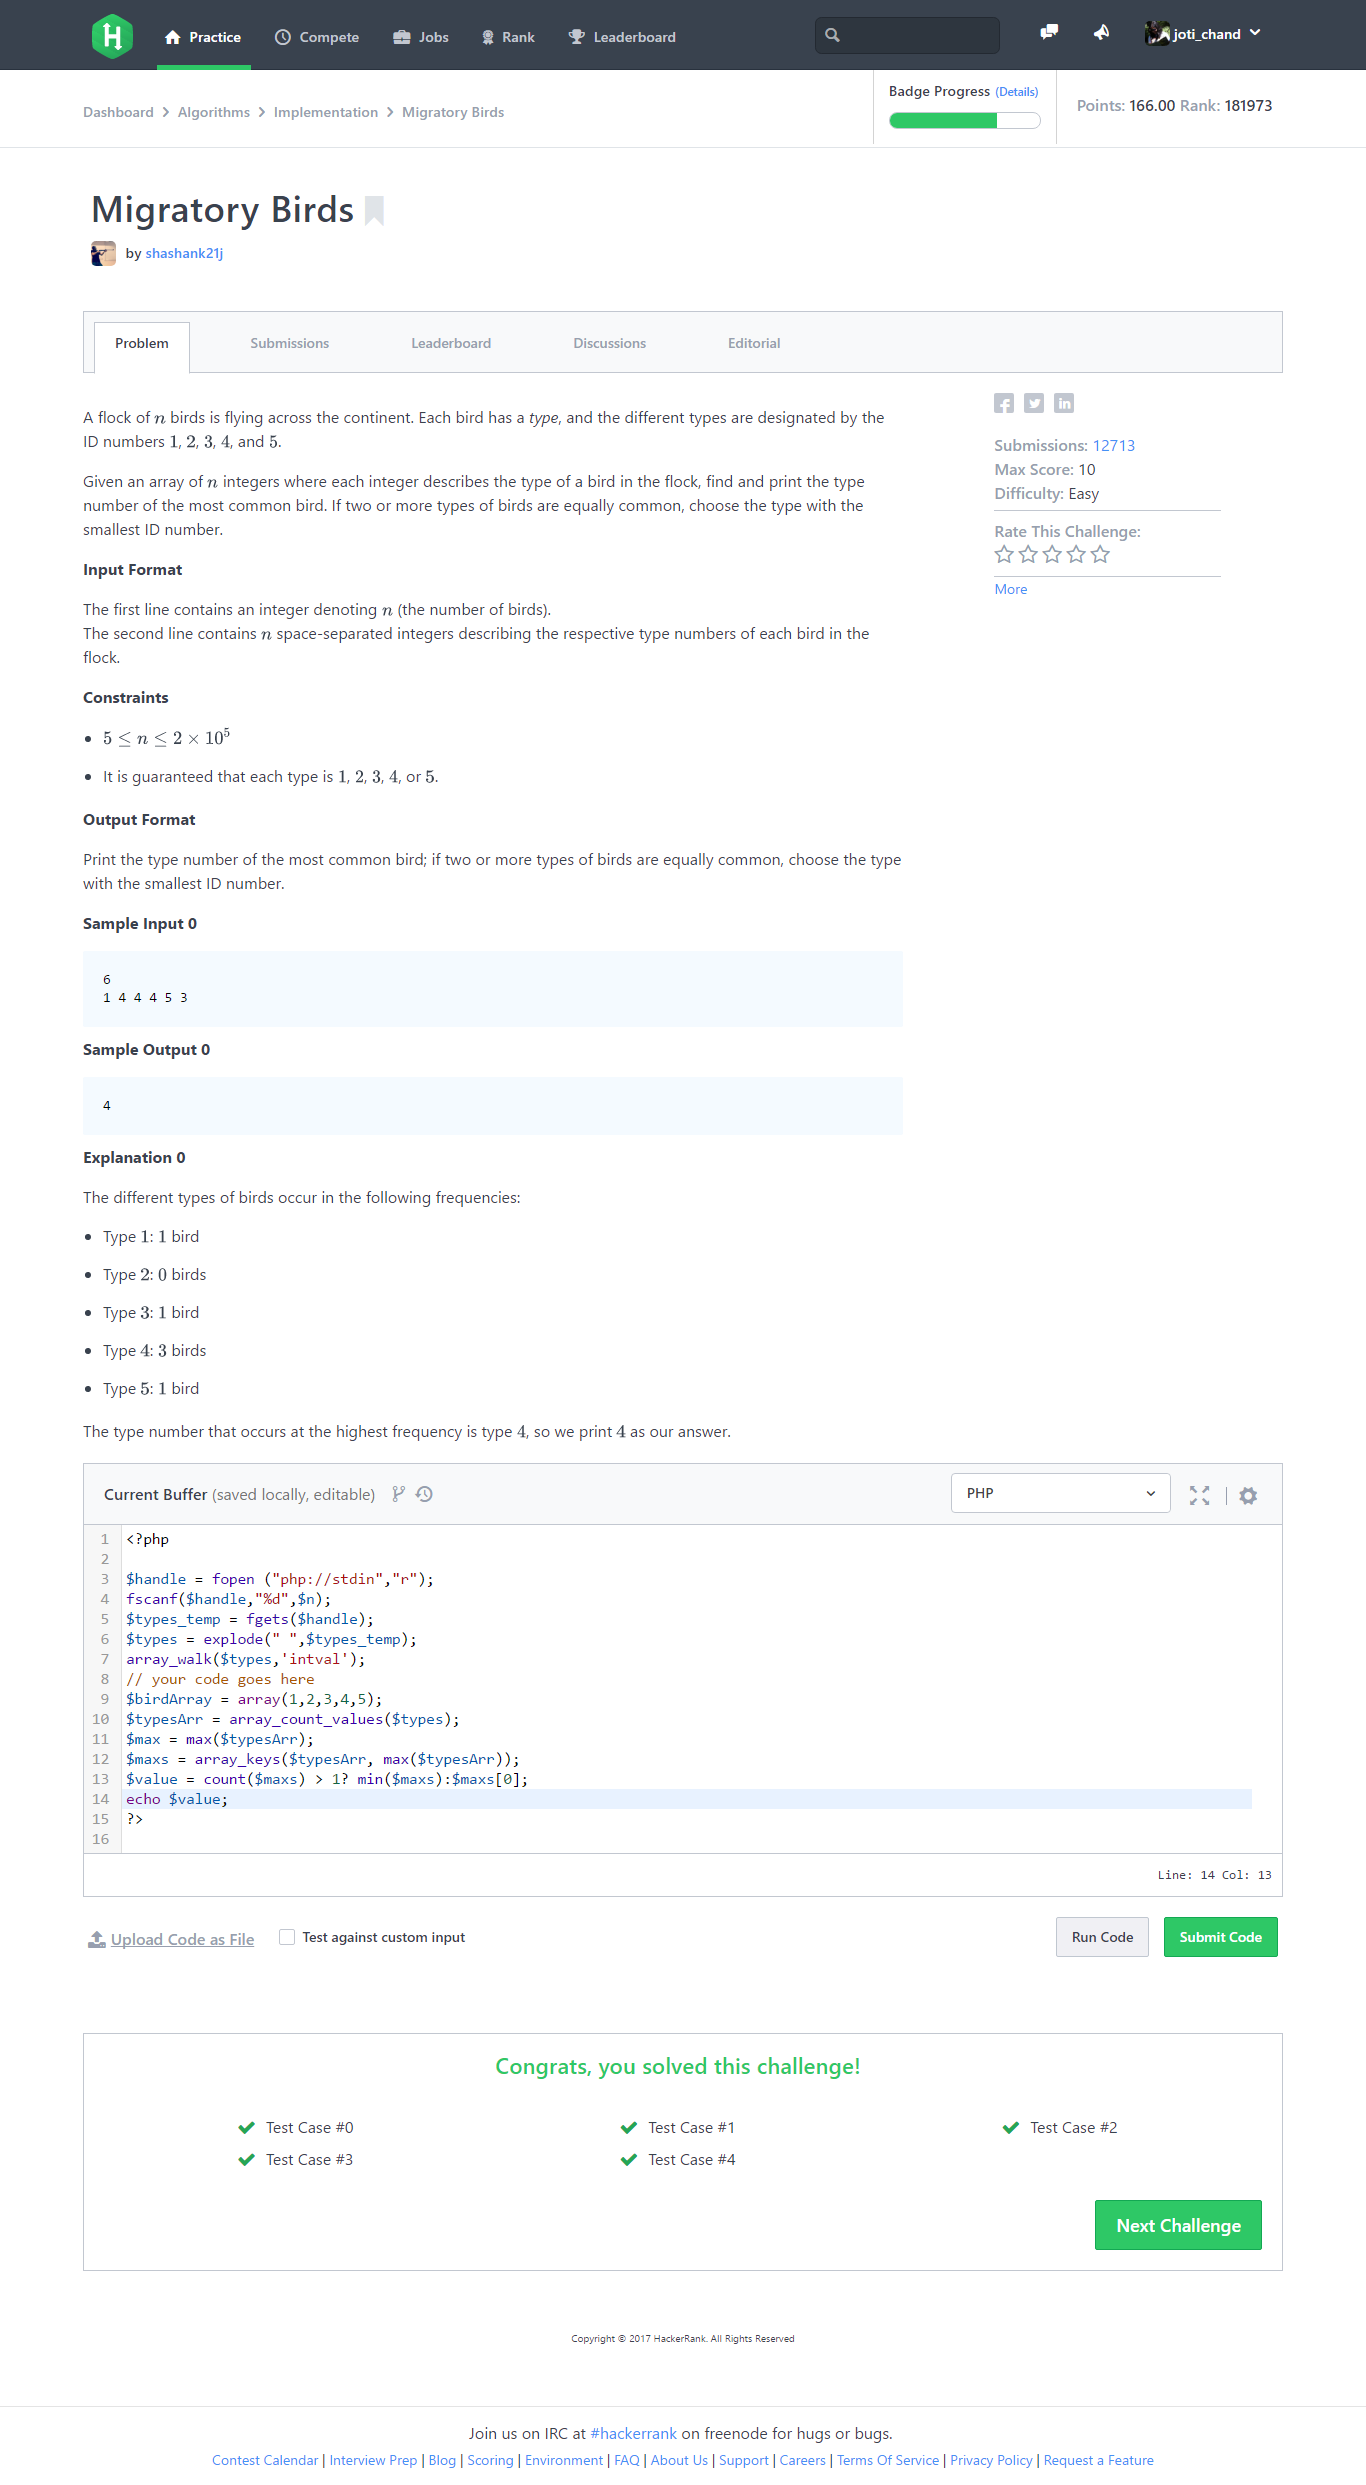 H Practice Compete Jobs Rank Leaderboard joti_chand
Dashboard Algorithms Implementation Migratory Birds
Badge Progress (Details)
Points: 166.00 Rank: 181973
Migratory Birds
by shashank21j
Problem Submissions Leaderboard Discussions Editorial
A flock of n birds is flying across the continent. Each bird has a type, and the different types are designated by the
ID numbers 1, 2, 3, 4, and 5.
Given an array of n integers where each integer describes the type of a bird in the flock, find and print the type
number of the most common bird. If two or more types of birds are equally common, choose the type with the
smallest ID number.
Input Format
The first line contains an integer denoting n (the number of birds).
The second line contains n space-separated integers describing the respective type numbers of each bird in the
flock.
Constraints
• 5 ≤ n ≤ 2 × 10⁵
• It is guaranteed that each type is 1, 2, 3, 4, or 5.
Output Format
Print the type number of the most common bird; if two or more types of birds are equally common, choose the type
with the smallest ID number.
Sample Input 0
6
1 4 4 4 5 3
Sample Output 0
4
Explanation 0
The different types of birds occur in the following frequencies:
• Type 1: 1 bird
• Type 2: 0 birds
• Type 3: 1 bird
• Type 4: 3 birds
• Type 5: 1 bird
The type number that occurs at the highest frequency is type 4, so we print 4 as our answer.
Submissions: 12713
Max Score: 10
Difficulty: Easy
Rate This Challenge:
More
Current Buffer (saved locally, editable) PHP
1 <?php
2
3 $handle = fopen ("php://stdin","r");
4 fscanf($handle,"%d",$n);
5 $types_temp = fgets($handle);
6 $types = explode(" ",$types_temp);
7 array_walk($types,'intval');
8 // your code goes here
9 $birdArray = array(1,2,3,4,5);
10 $typesArr = array_count_values($types);
11 $max = max($typesArr);
12 $maxs = array_keys($typesArr, max($typesArr));
13 $value = count($maxs) > 1? min($maxs):$maxs[0];
14 echo $value;
15 ?>
16
Line: 14 Col: 13
Upload Code as File Test against custom input Run Code Submit Code
Congrats, you solved this challenge!
Test Case #0 Test Case #1 Test Case #2
Test Case #3 Test Case #4
Next Challenge
Copyright © 2017 HackerRank. All Rights Reserved
Join us on IRC at #hackerrank on freenode for hugs or bugs.
Contest Calendar | Interview Prep | Blog | Scoring | Environment | FAQ | About Us | Support | Careers | Terms Of Service | Privacy Policy | Request a Feature